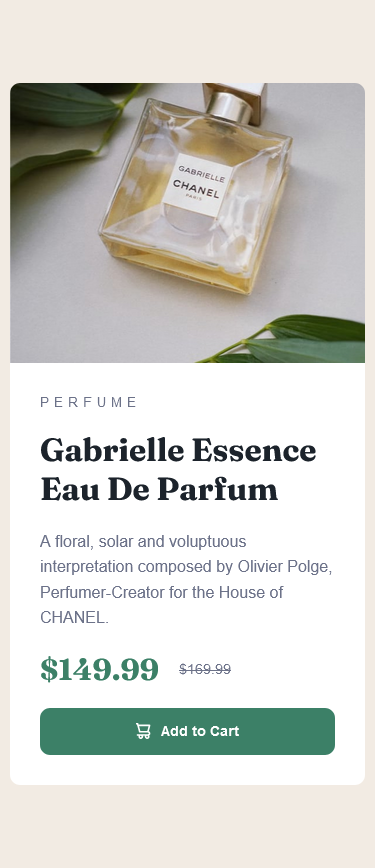 GABRIELLE
CHANEL
PARIS
PERFUME
Gabrielle Essence
Eau De Parfum
A floral, solar and voluptuous
interpretation composed by Olivier Polge,
Perfumer-Creator for the House of
CHANEL.
$149.99 $169.99
Add to Cart